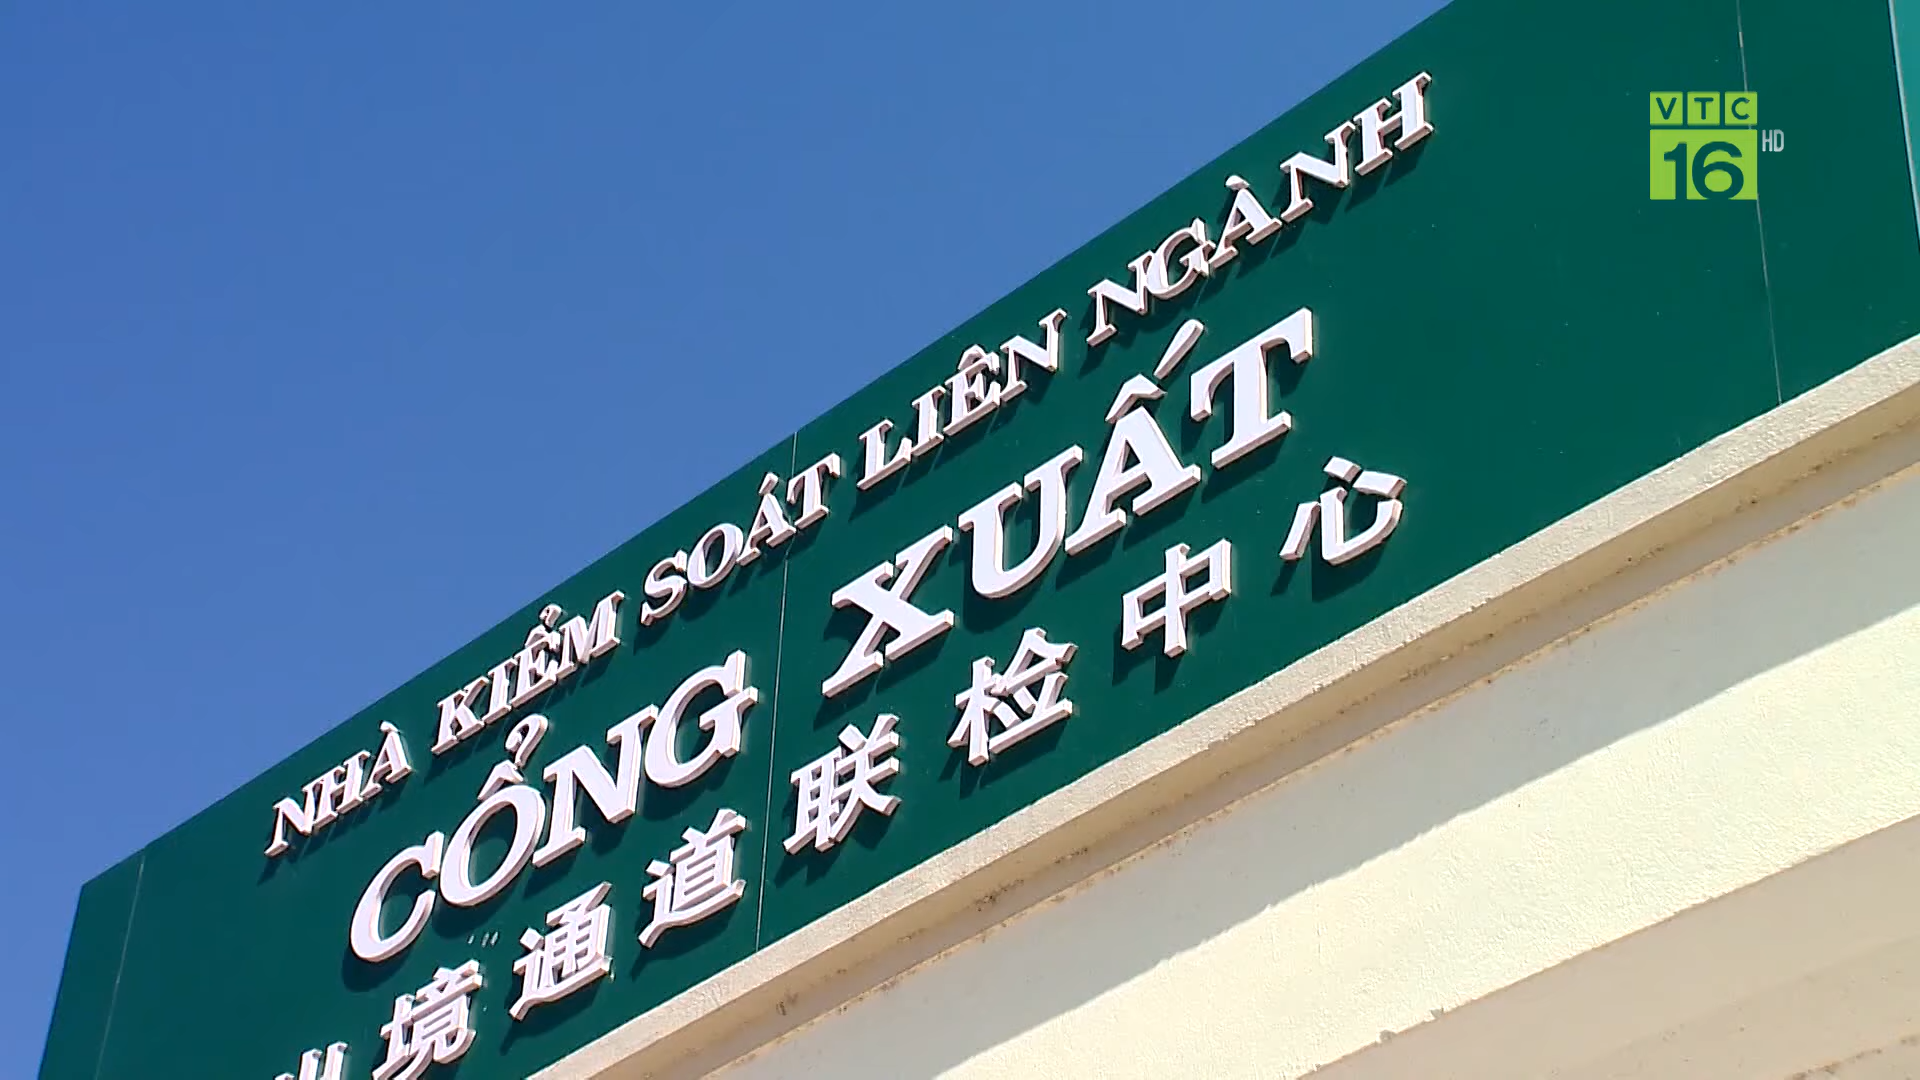 VTC
16 HD
NHÀ KIỂM SOÁT LIÊN NGÀNH
CỔNG XUẤT
境通道联检中心